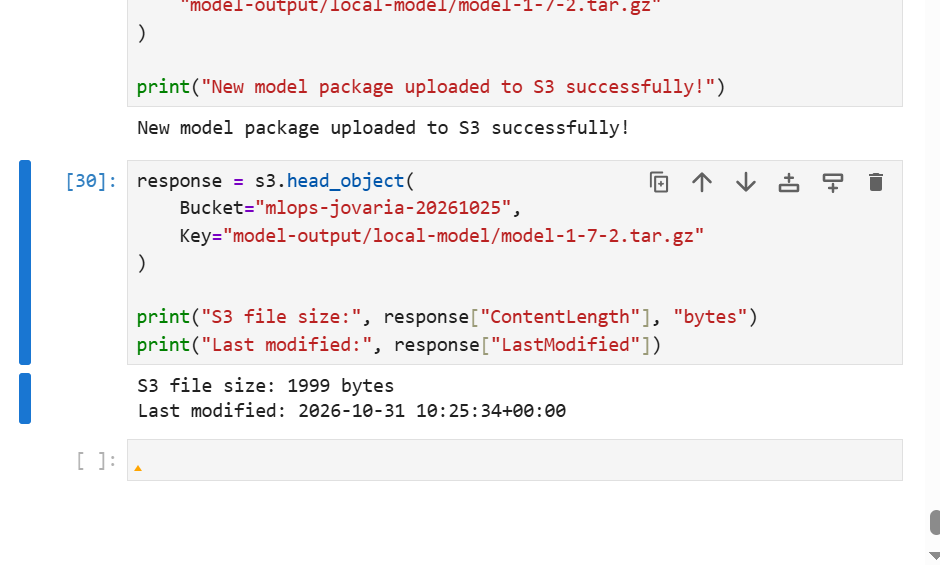 "model-output/local-model/model-1-7-2.tar.gz"
)
print("New model package uploaded to S3 successfully!")
New model package uploaded to S3 successfully!
[30]: response = s3.head_object(
Bucket="mlops-jovaria-20261025",
Key="model-output/local-model/model-1-7-2.tar.gz"
)
print("S3 file size:", response["ContentLength"], "bytes")
print("Last modified:", response["LastModified"])
S3 file size: 1999 bytes
Last modified: 2026-10-31 10:25:34+00:00
[ ]: